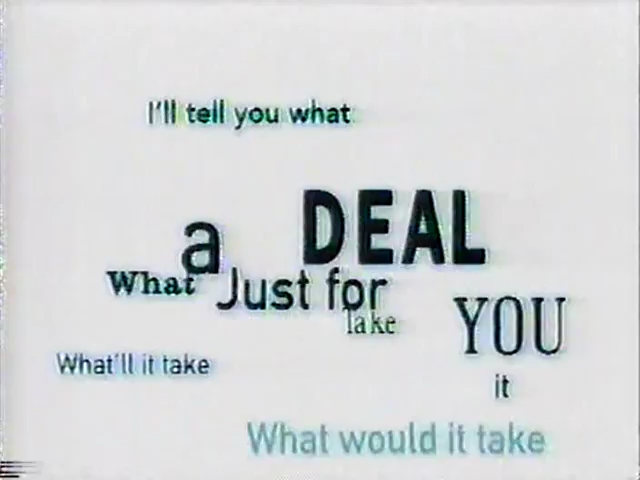 I'll tell you what
a DEAL
What Just for
Take YOU
What'll it take
it
What would it take